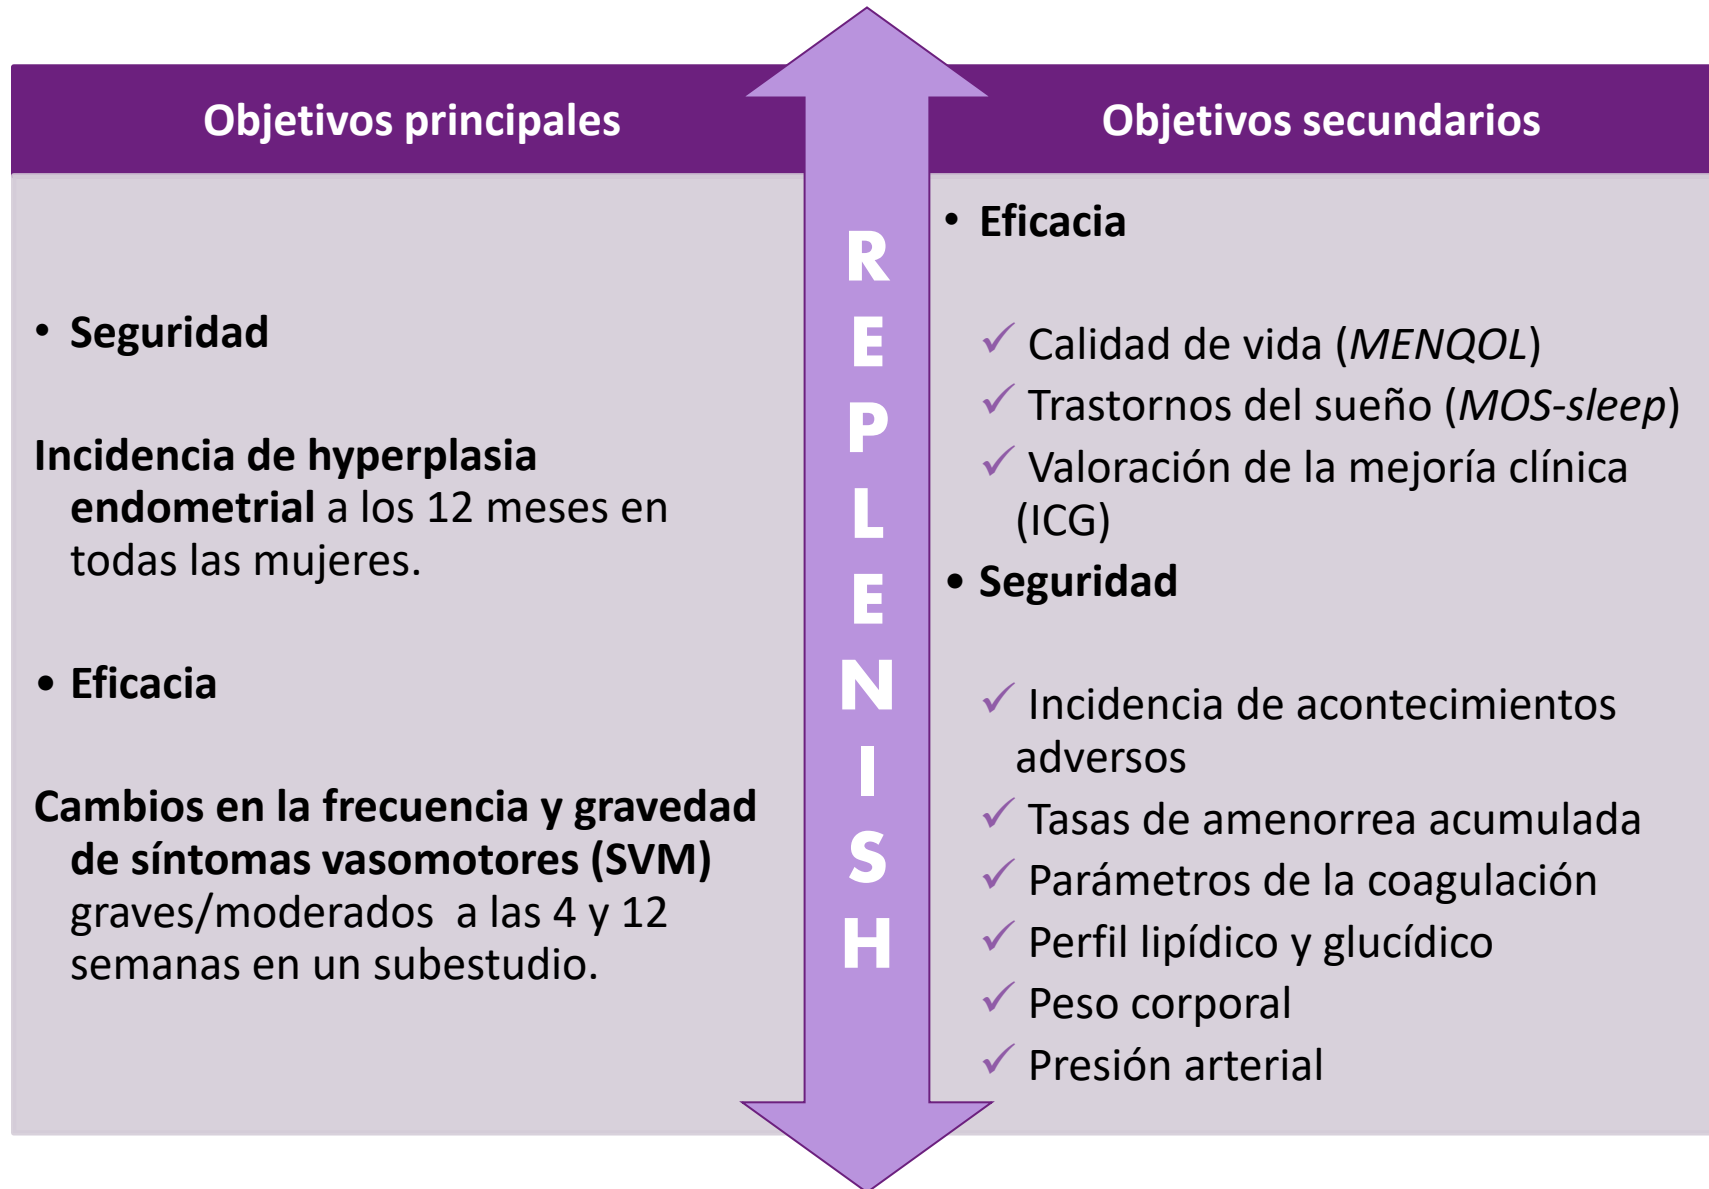 Objetivos principales
• Seguridad
Incidencia de hyperplasia
endometrial a los 12 meses en
todas las mujeres.
• Eficacia
Cambios en la frecuencia y gravedad
de síntomas vasomotores (SVM)
graves/moderados a las 4 y 12
semanas en un subestudio.
R
E
P
L
E
N
I
S
H
Objetivos secundarios
• Eficacia
✓ Calidad de vida (MENQOL)
✓ Trastornos del sueño (MOS-sleep)
✓ Valoración de la mejoría clínica
(ICG)
• Seguridad
✓ Incidencia de acontecimientos
adversos
✓ Tasas de amenorrea acumulada
✓ Parámetros de la coagulación
✓ Perfil lipídico y glucídico
✓ Peso corporal
✓ Presión arterial